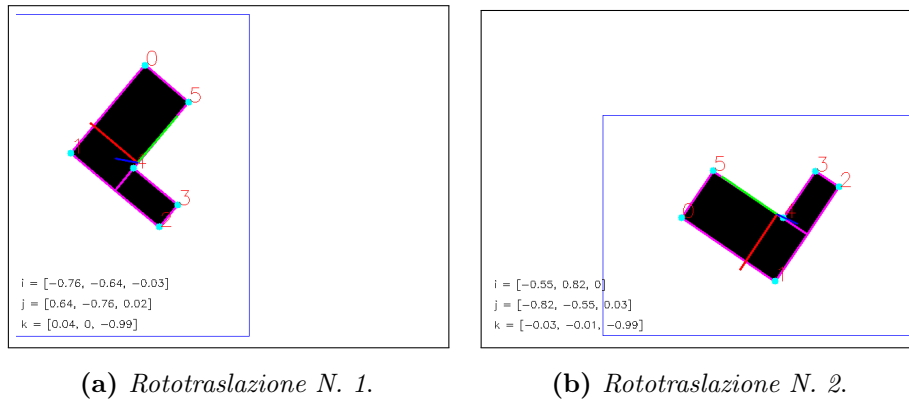 0
5
1
4
3
2
i = [-0.76, -0.64, -0.03]
j = [0.64, -0.76, 0.02]
k = [0.04, 0, -0.99]
(a) Rototraslazione N. 1.
5
3
2
0
4
1
i = [-0.55, 0.82, 0]
j = [-0.82, -0.55, 0.03]
k = [-0.03, -0.01, -0.99]
(b) Rototraslazione N. 2.